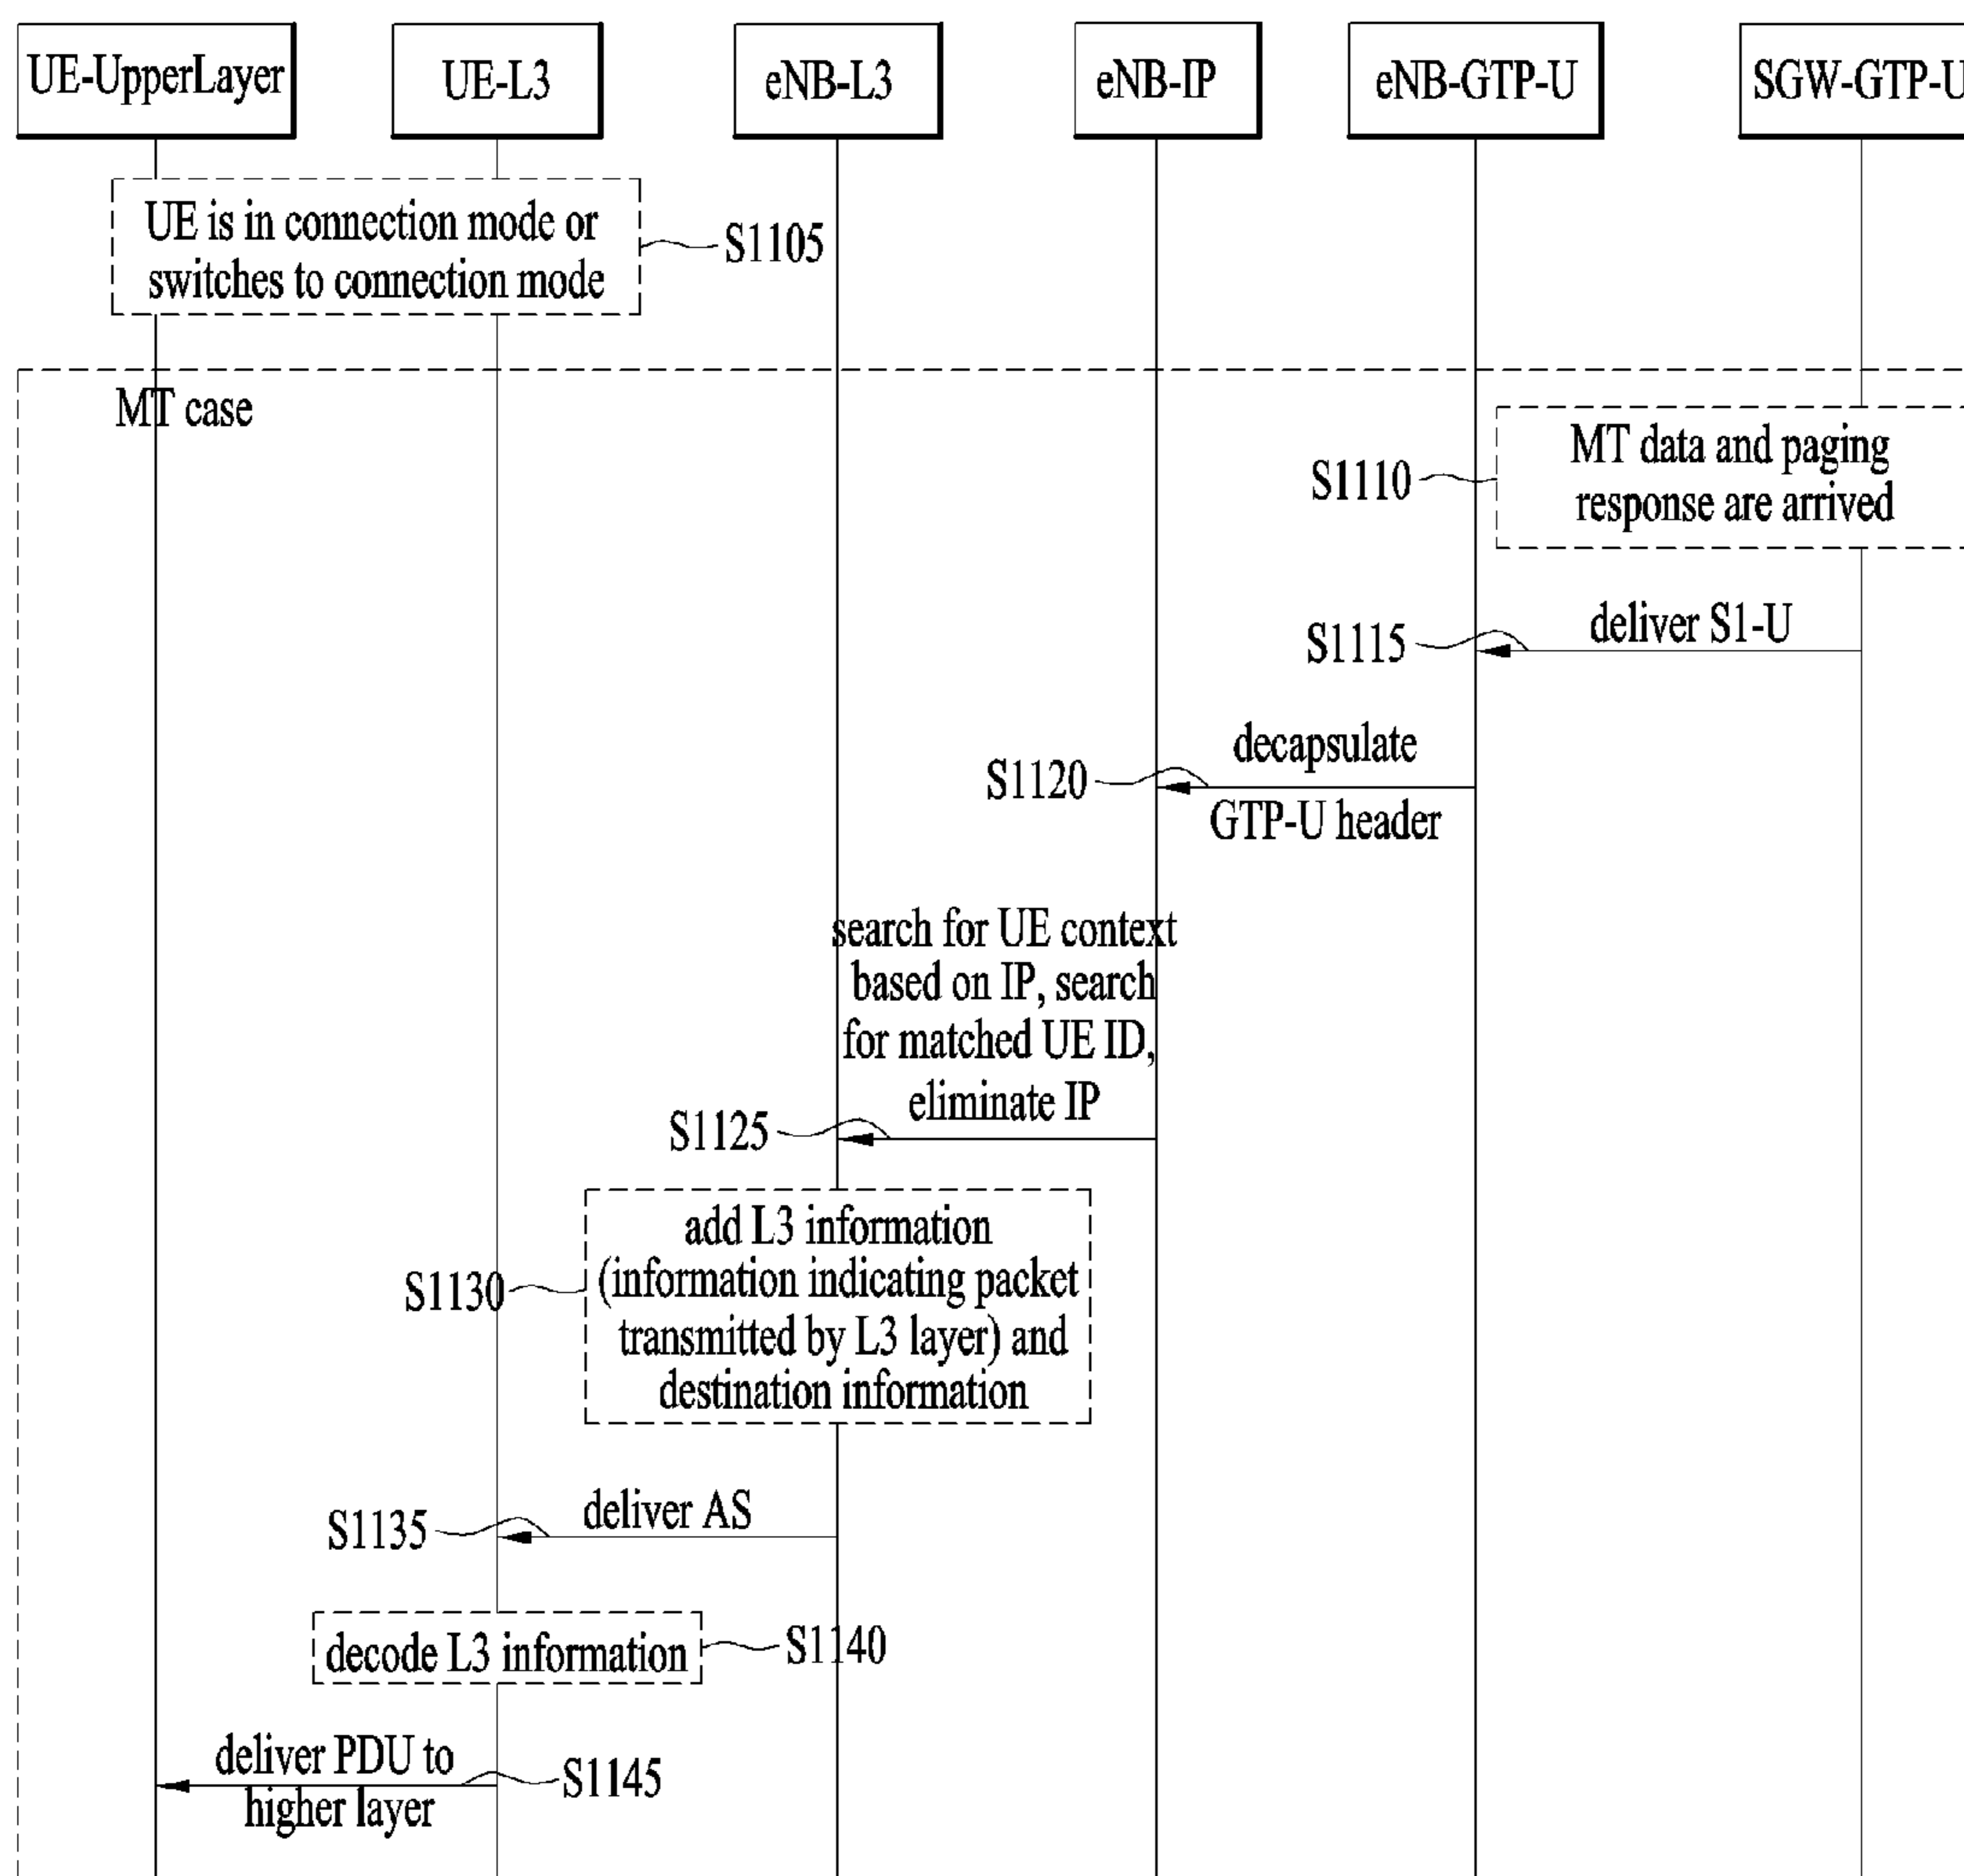 UE-UpperLayer
UE-L3
eNB-L3
eNB-IP
eNB-GTP-U
SGW-GTP-U
UE is in connection mode or
switches to connection mode
S1105
MT case
MT data and paging
response are arrived
S1110
deliver S1-U
S1115
decapsulate
S1120
GTP-U header
search for UE context
based on IP, search
for matched UE ID,
eliminate IP
S1125
add L3 information
(information indicating packet
transmitted by L3 layer) and
destination information
S1130
deliver AS
S1135
decode L3 information
S1140
deliver PDU to
higher layer
S1145